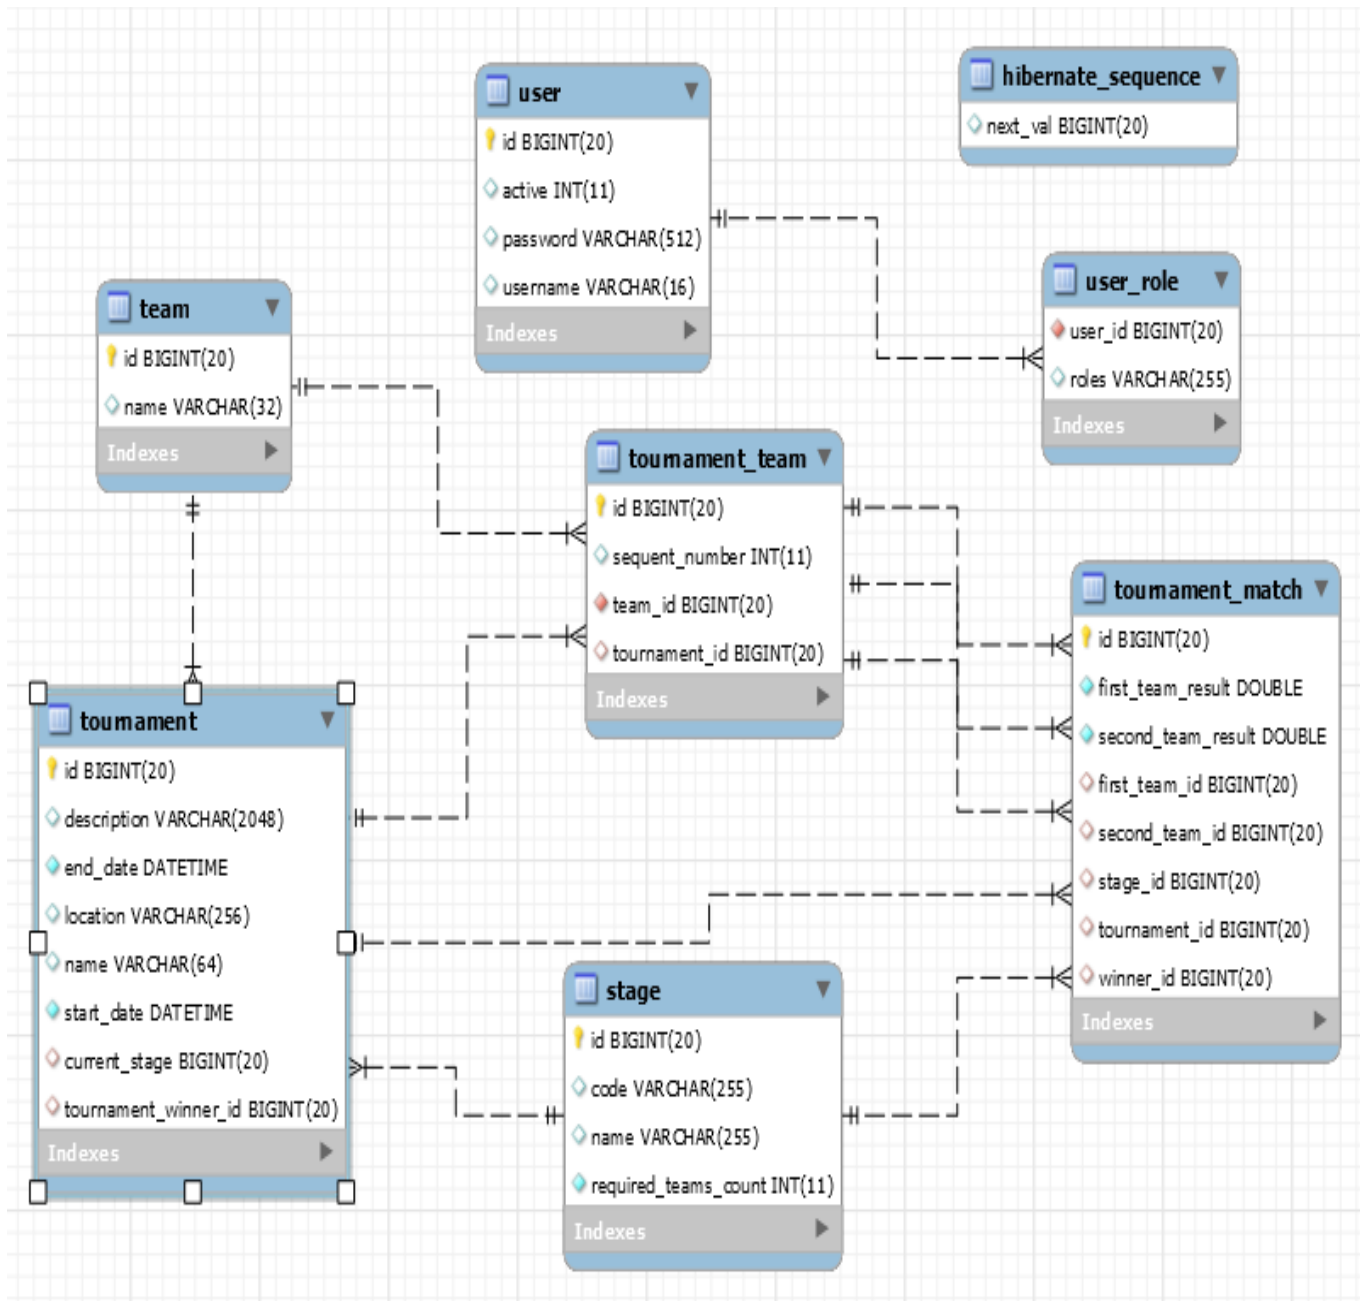 user
id BIGINT(20)
active INT(11)
password VARCHAR(512)
username VARCHAR(16)
Indexes
hibernate_sequence
next_val BIGINT(20)
user_role
user_id BIGINT(20)
roles VARCHAR(255)
Indexes
team
id BIGINT(20)
name VARCHAR(32)
Indexes
tournament_team
id BIGINT(20)
sequent_number INT(11)
team_id BIGINT(20)
tournament_id BIGINT(20)
Indexes
tournament_match
id BIGINT(20)
first_team_result DOUBLE
second_team_result DOUBLE
first_team_id BIGINT(20)
second_team_id BIGINT(20)
stage_id BIGINT(20)
tournament_id BIGINT(20)
winner_id BIGINT(20)
Indexes
tournament
id BIGINT(20)
description VARCHAR(2048)
end_date DATETIME
location VARCHAR(256)
name VARCHAR(64)
start_date DATETIME
current_stage BIGINT(20)
tournament_winner_id BIGINT(20)
Indexes
stage
id BIGINT(20)
code VARCHAR(255)
name VARCHAR(255)
required_teams_count INT(11)
Indexes